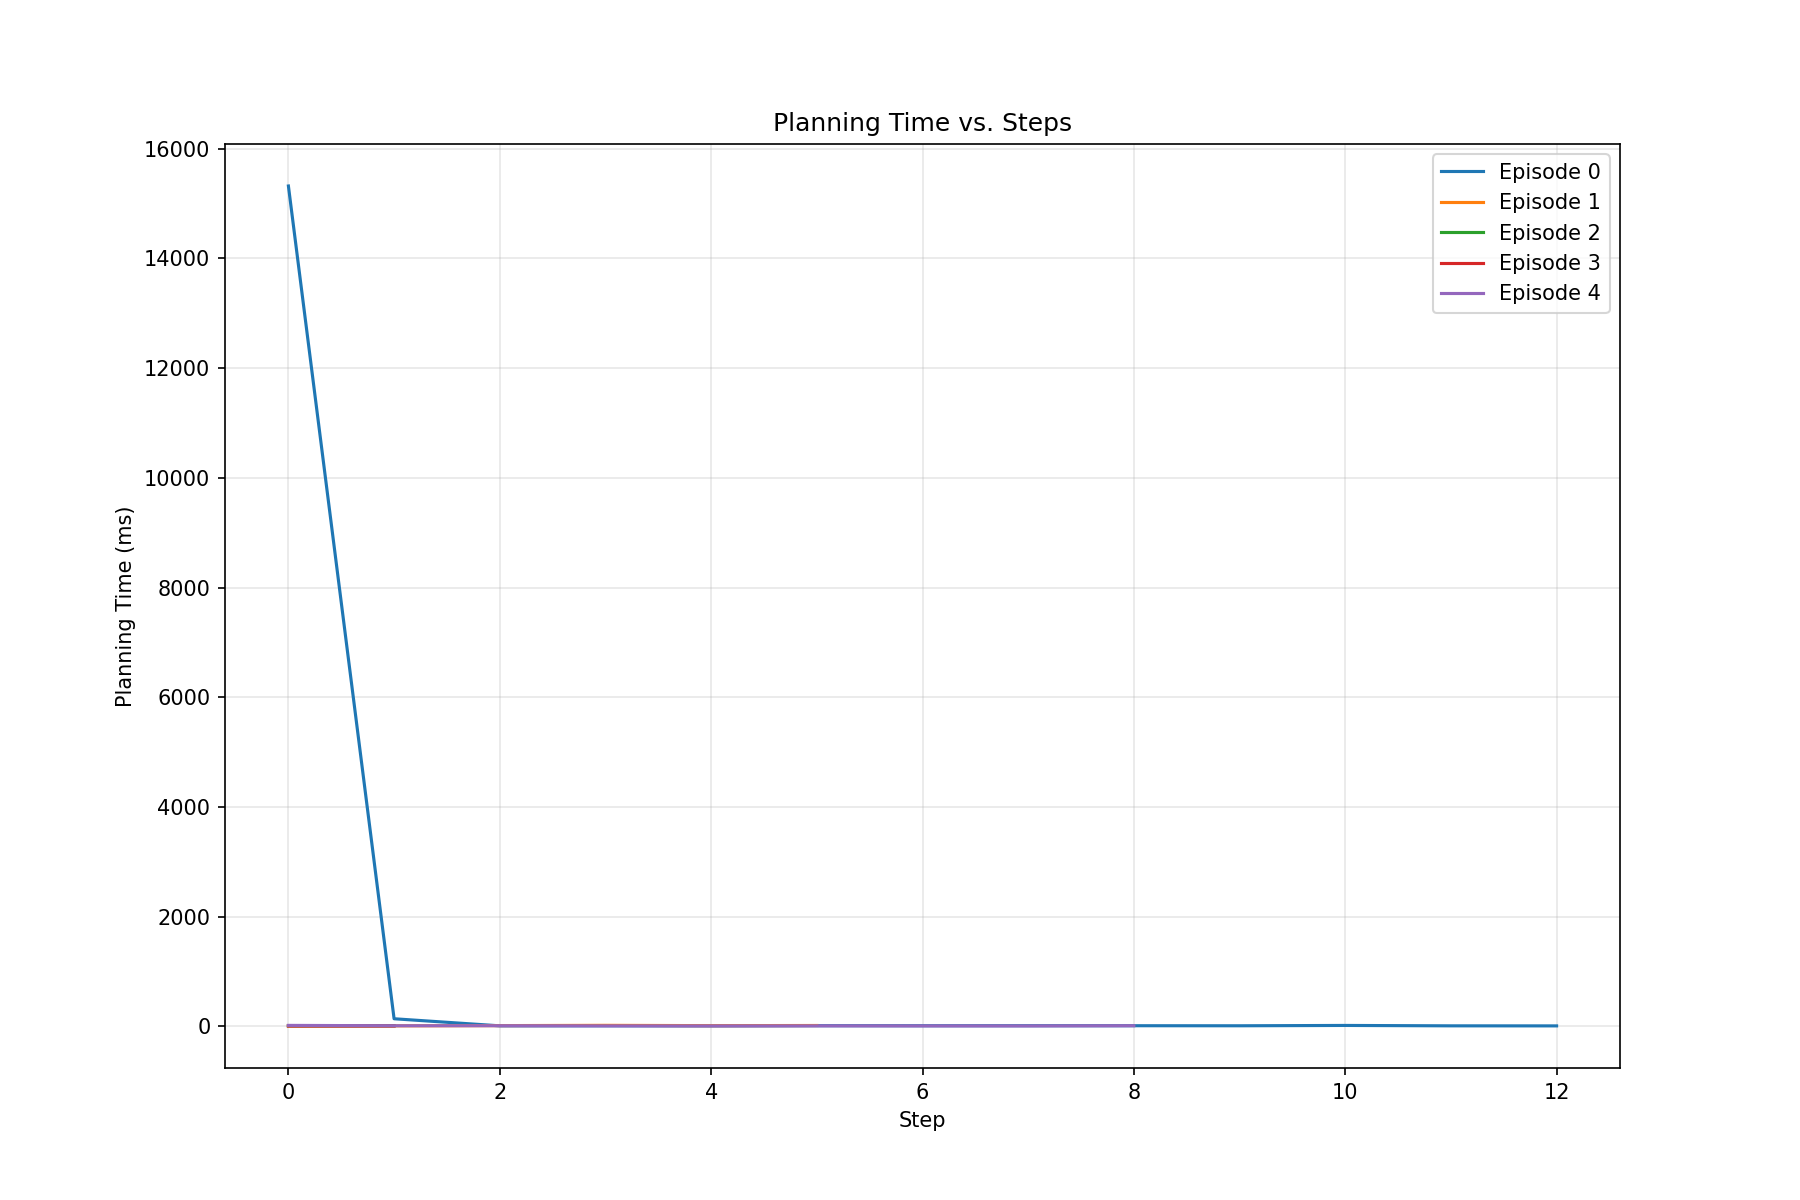 Planning Time vs. Steps
16000
14000
12000
10000
8000
6000
4000
2000
0
Planning Time (ms)
Episode 0
Episode 1
Episode 2
Episode 3
Episode 4
0 2 4 6 8 10 12
Step